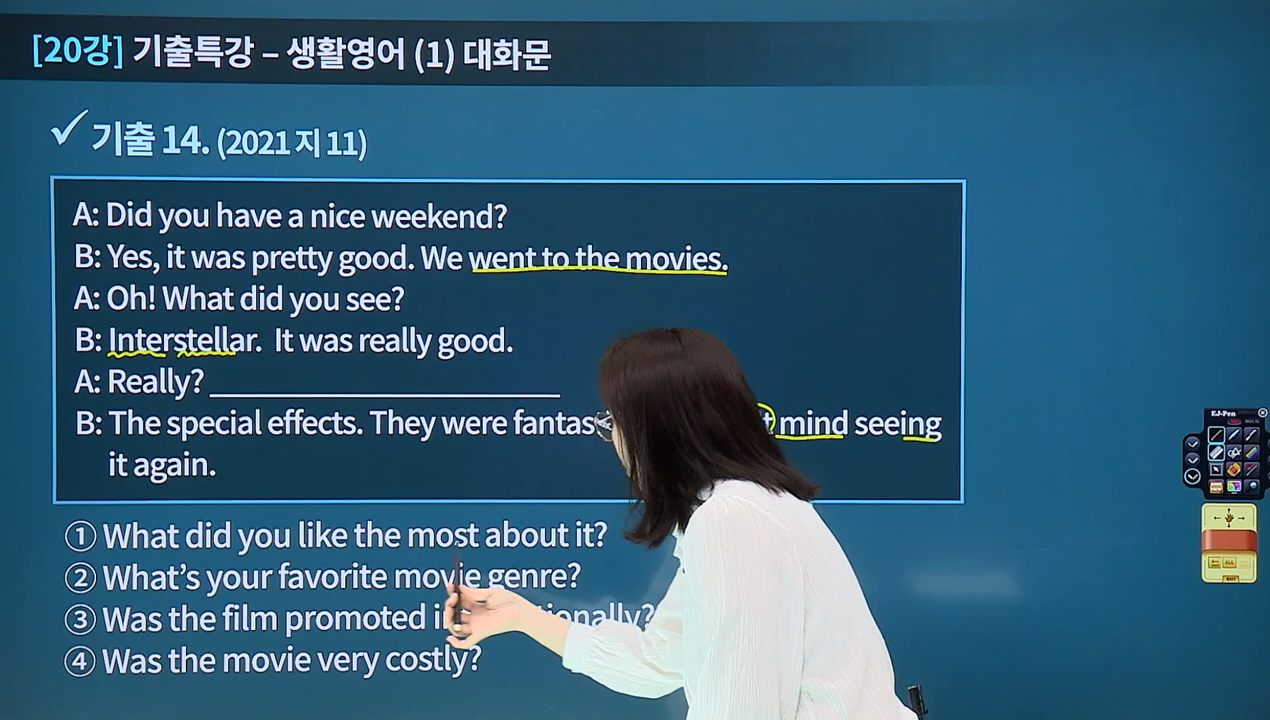 [20강] 기출특강 – 생활영어 (1) 대화문
기출 14. (2021 지 11)
A: Did you have a nice weekend?
B: Yes, it was pretty good. We went to the movies.
A: Oh! What did you see?
B: Interstellar. It was really good.
A: Really?
B: The special effects. They were mind seeing
it again.
① What did you like the most about it?
② What's your favorite movie genre?
③ Was the film promoted
④ Was the movie very costly?
EJ-Pen
ALL
EXIT